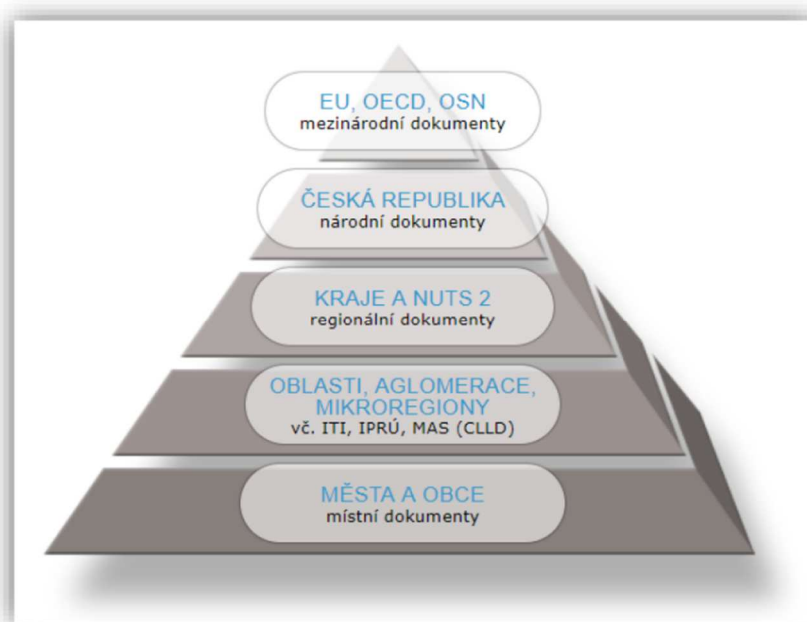 EU, OECD, OSN
mezinárodní dokumenty
ČESKÁ REPUBLIKA
národní dokumenty
KRAJE A NUTS 2
regionální dokumenty
OBLASTI, AGLOMERACE,
MIKROREGIONY
vč. ITI, IPRÚ, MAS (CLLD)
MĚSTA A OBCE
místní dokumenty